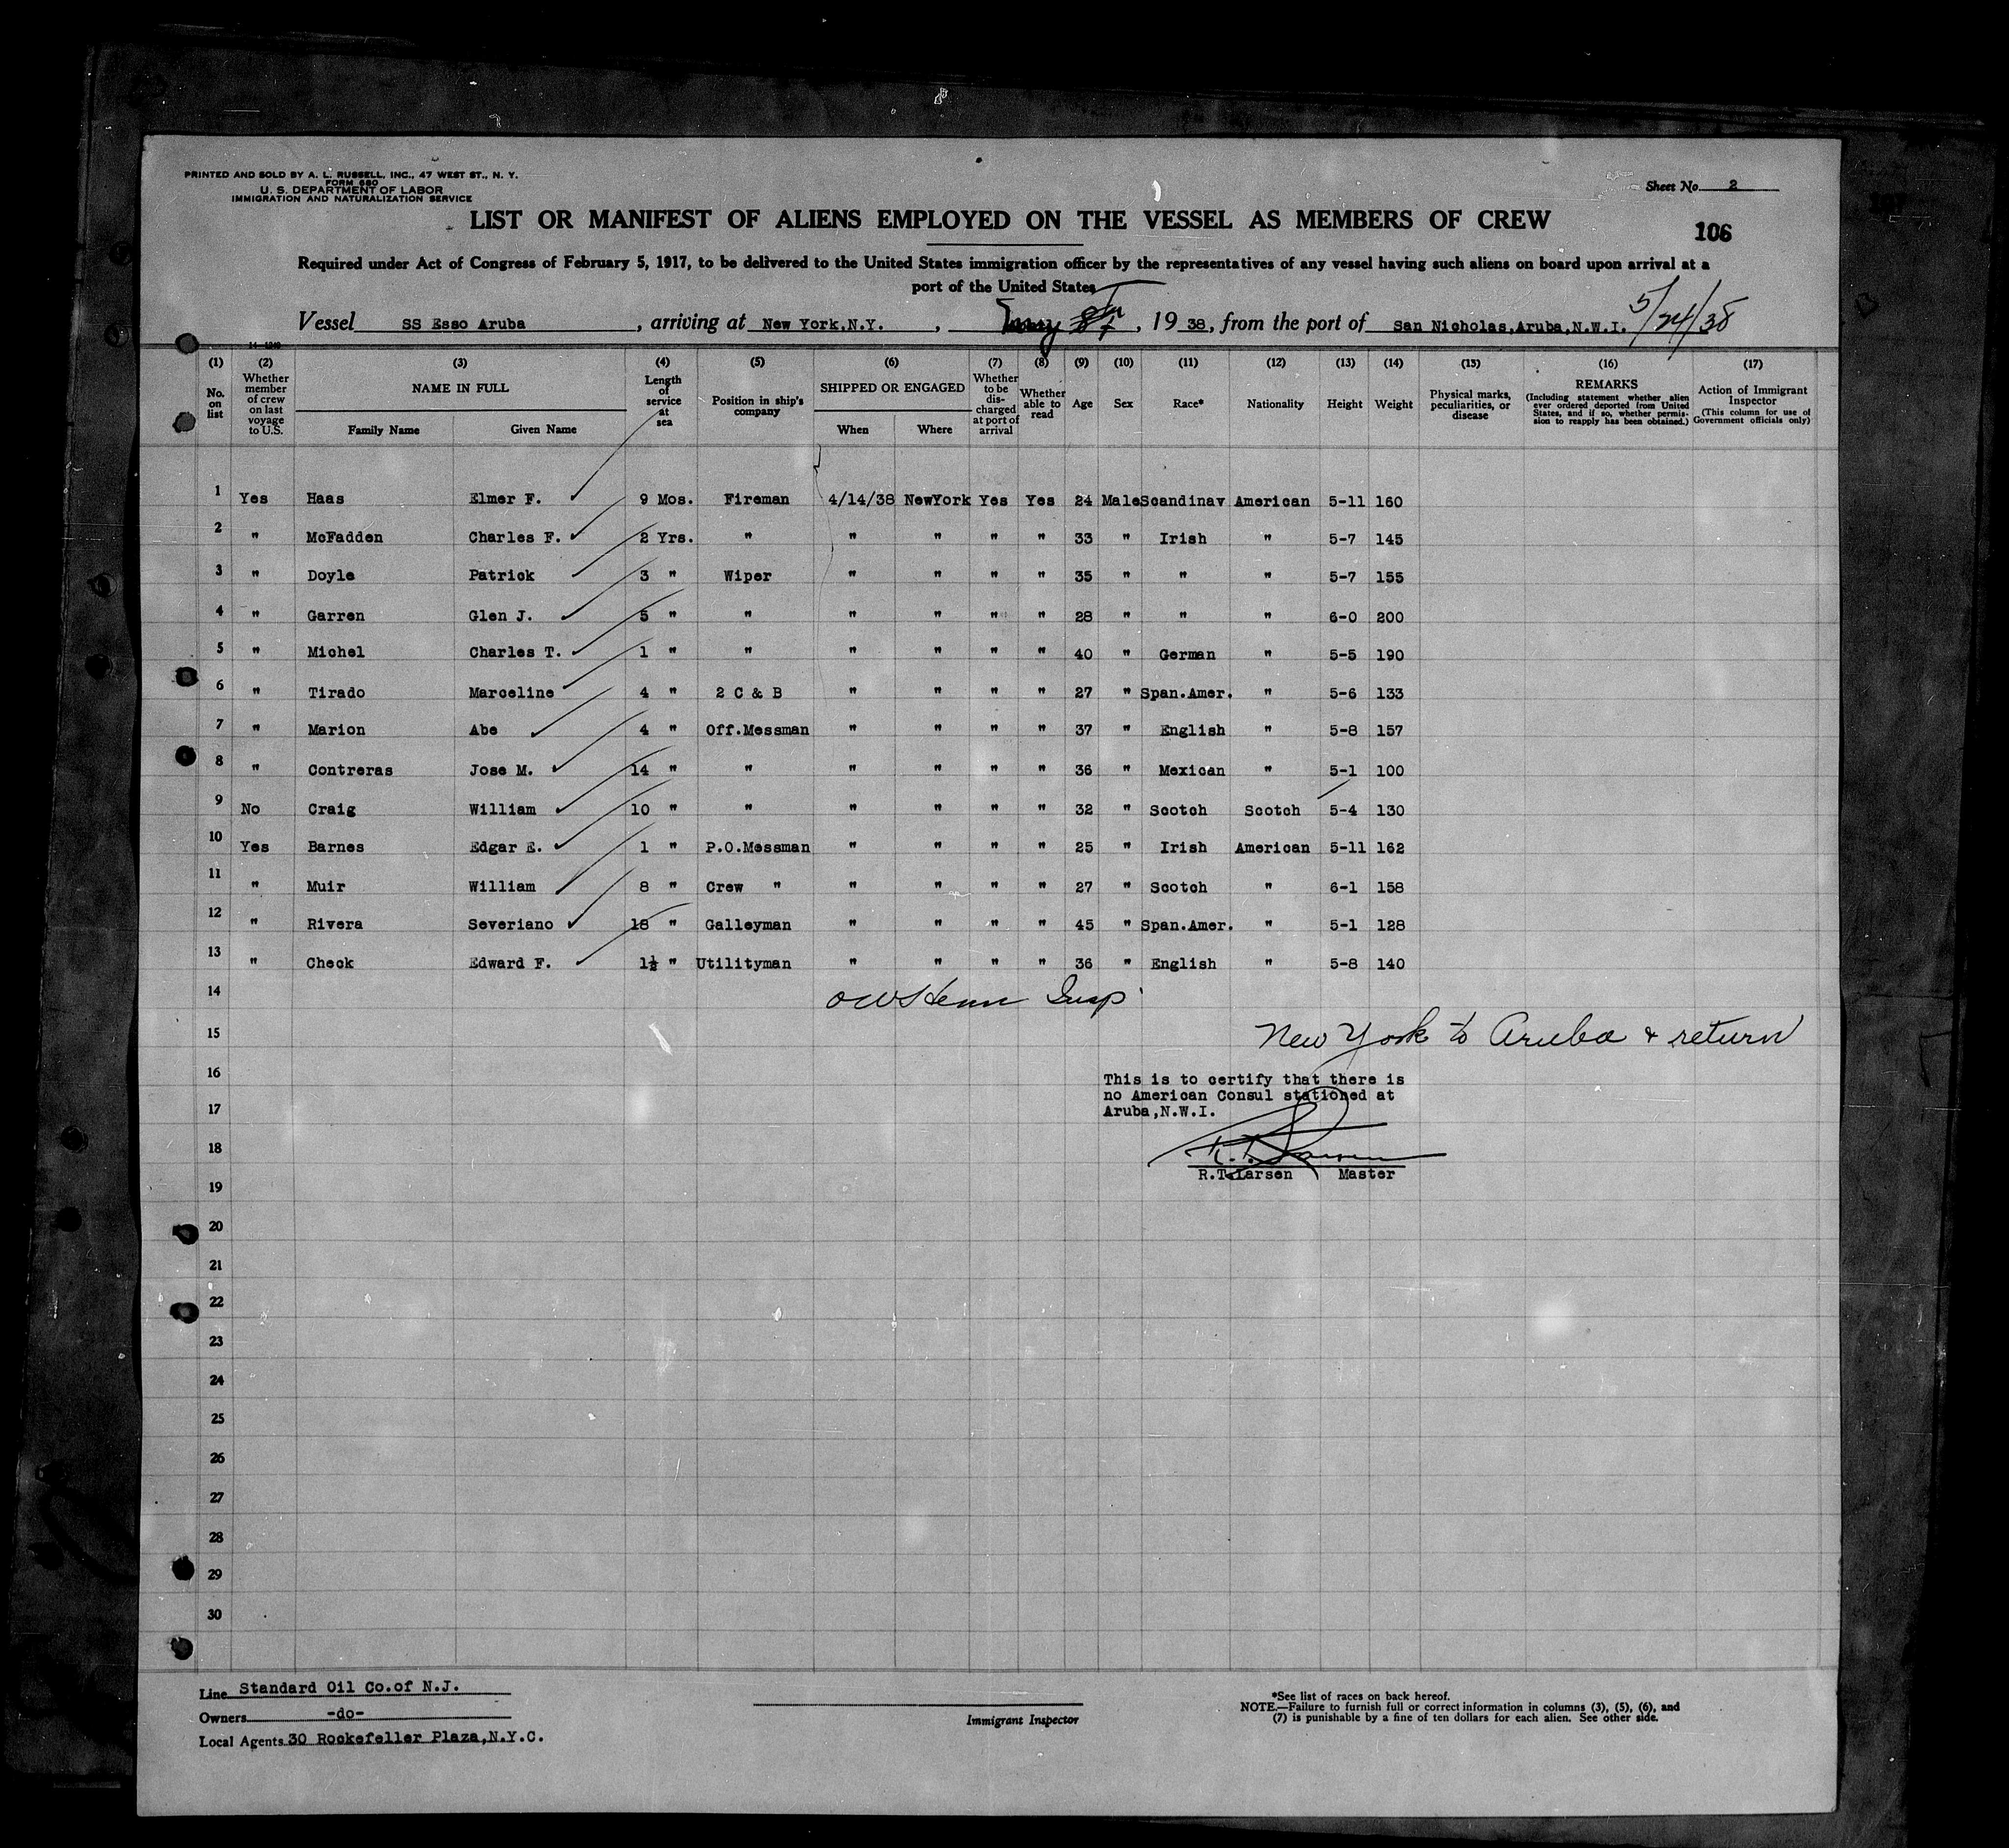 PRINTED AND SOLD BY A. L. RUSSELL, INC., 47 WEST ST., N. Y.
FORM 680
U. S. DEPARTMENT OF LABOR
IMMIGRATION AND NATURALIZATION SERVICE
Sheet No. 2
LIST OR MANIFEST OF ALIENS EMPLOYED ON THE VESSEL AS MEMBERS OF CREW
106
Required under Act of Congress of February 5, 1917, to be delivered to the United States immigration officer by the representatives of any vessel having such aliens on board upon arrival at a
port of the United States
Vessel SS Esso Aruba, arriving at New York,N.Y., May, 1938, from the port of San Nicholas,Aruba,N.W.I. 5/24/38
14—1240
(1) (2) (3) (4) (5) (6) (7) (8) (9) (10) (11) (12) (13) (14) (15) (16) (17)
No. on list
Whether member of crew on last voyage to U.S.
NAME IN FULL
Family Name Given Name
Length of service at sea
Position in ship's company
SHIPPED OR ENGAGED
When Where
Whether to be discharged at port of arrival
Whether able to read
Age
Sex
Race*
Nationality
Height
Weight
Physical marks, peculiarities, or disease
REMARKS
(Including statement whether alien ever ordered deported from United States, and if so, whether permission to reapply has been obtained.)
Action of Immigrant Inspector
(This column for use of Government officials only)
1 Yes Haas Elmer F. 9 Mos. Fireman 4/14/38 NewYork Yes Yes 24 Male Scandinav American 5-11 160
2 " McFadden Charles F. 2 Yrs. " " " " " 33 " Irish " 5-7 145
3 " Doyle Patrick 3 " Wiper " " " " 35 " " " 5-7 155
4 " Garren Glen J. 5 " " " " " " 28 " " " 6-0 200
5 " Michel Charles T. 1 " " " " " " 40 " German " 5-5 190
6 " Tirado Marceline 4 " 2 C & B " " " " 27 " Span.Amer. " 5-6 133
7 " Marion Abe 4 " Off.Messman " " " " 37 " English " 5-8 157
8 " Contreras Jose M. 14 " " " " " " 36 " Mexican " 5-1 100
9 No Craig William 10 " " " " " " 32 " Scotch Scotch 5-4 130
10 Yes Barnes Edgar E. 1 " P.O.Messman " " " " 25 " Irish American 5-11 162
11 " Muir William 8 " Crew " " " " " 27 " Scotch " 6-1 158
12 " Rivera Severiano 18 " Galleyman " " " " 45 " Span.Amer. " 5-1 128
13 " Check Edward F. 1½ " Utilityman " " " " 36 " English " 5-8 140
14 Insp
15 New York to Aruba & return
16 This is to certify that there is
no American Consul stationed at
17 Aruba,N.W.I.
18 R.T. Larsen
R.T.Larsen Master
19
20
21
22
23
24
25
26
27
28
29
30
Line Standard Oil Co.of N.J.
Owners -do-
Local Agents 30 Rockefeller Plaza,N.Y.C.
Immigrant Inspector
*See list of races on back hereof.
NOTE.—Failure to furnish full or correct information in columns (3), (5), (6), and
(7) is punishable by a fine of ten dollars for each alien. See other side.